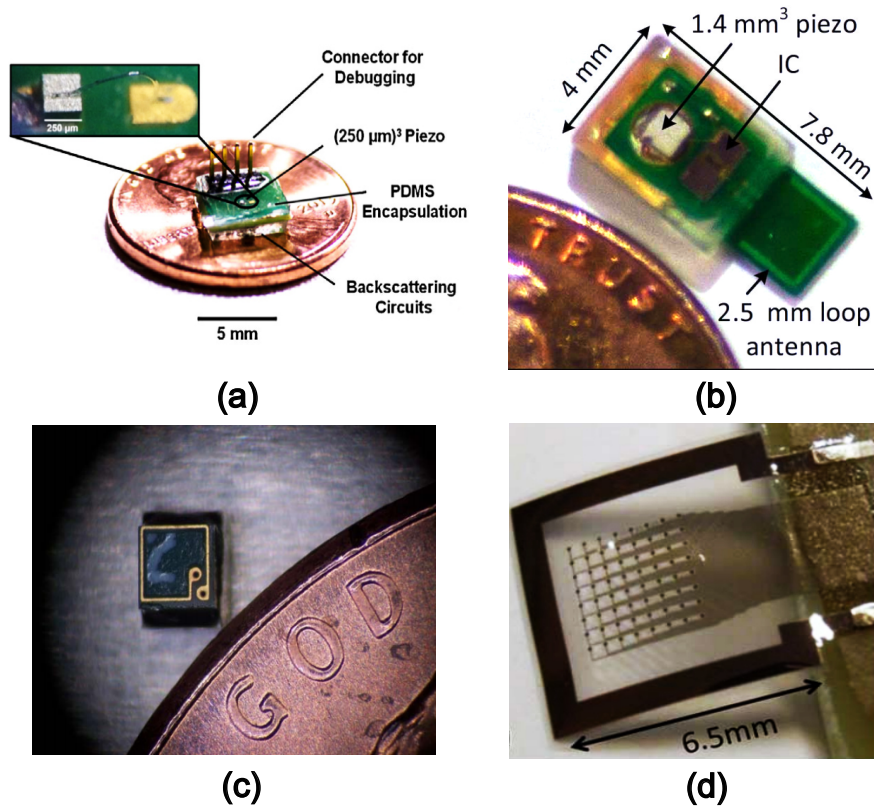 Connector for
Debugging
250 µm
(250 µm)³ Piezo
PDMS
Encapsulation
Backscattering
Circuits
5 mm
(a)
1.4 mm³ piezo
IC
4 mm
7.8 mm
TRUST
2.5 mm loop
antenna
(b)
GOD
(c)
6.5mm
(d)